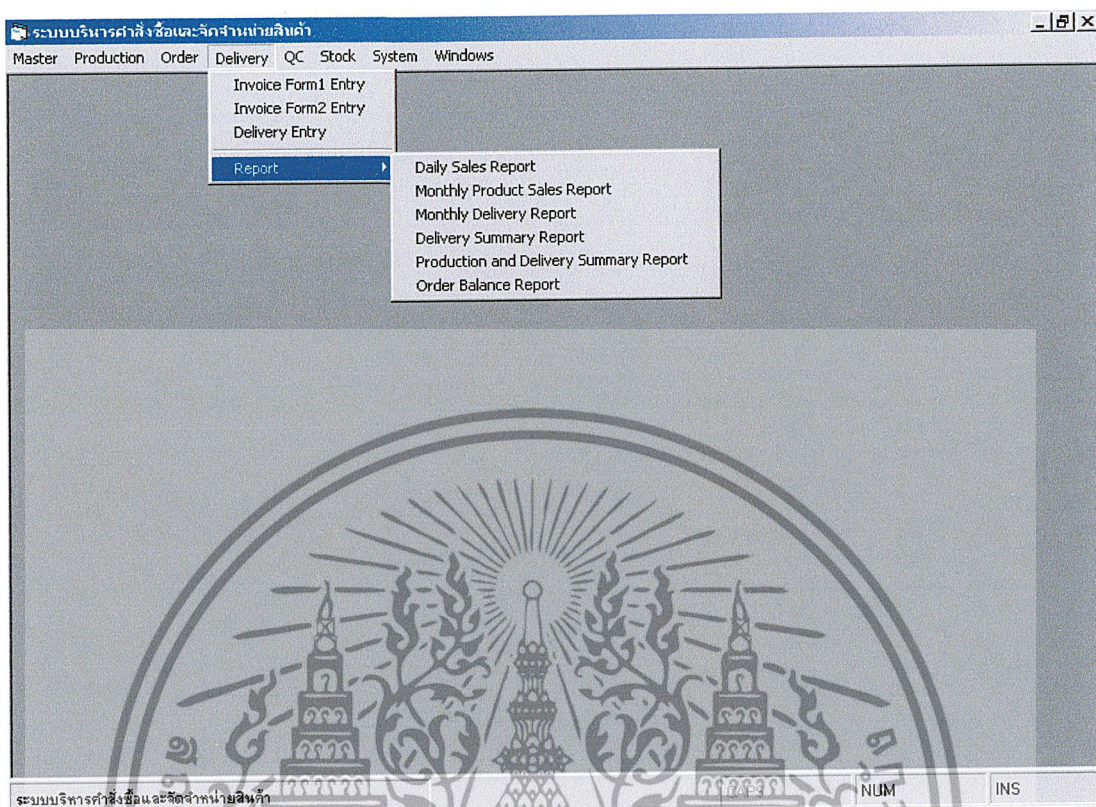 ระบบบริหารคำสั่งซื้อและจัดจำหน่ายสินค้า
Master Production Order Delivery QC Stock System Windows
Invoice Form1 Entry
Invoice Form2 Entry
Delivery Entry
Report
Daily Sales Report
Monthly Product Sales Report
Monthly Delivery Report
Delivery Summary Report
Production and Delivery Summary Report
Order Balance Report
ระบบบริหารคำสั่งซื้อและจัดจำหน่ายสินค้า
CAPS NUM INS